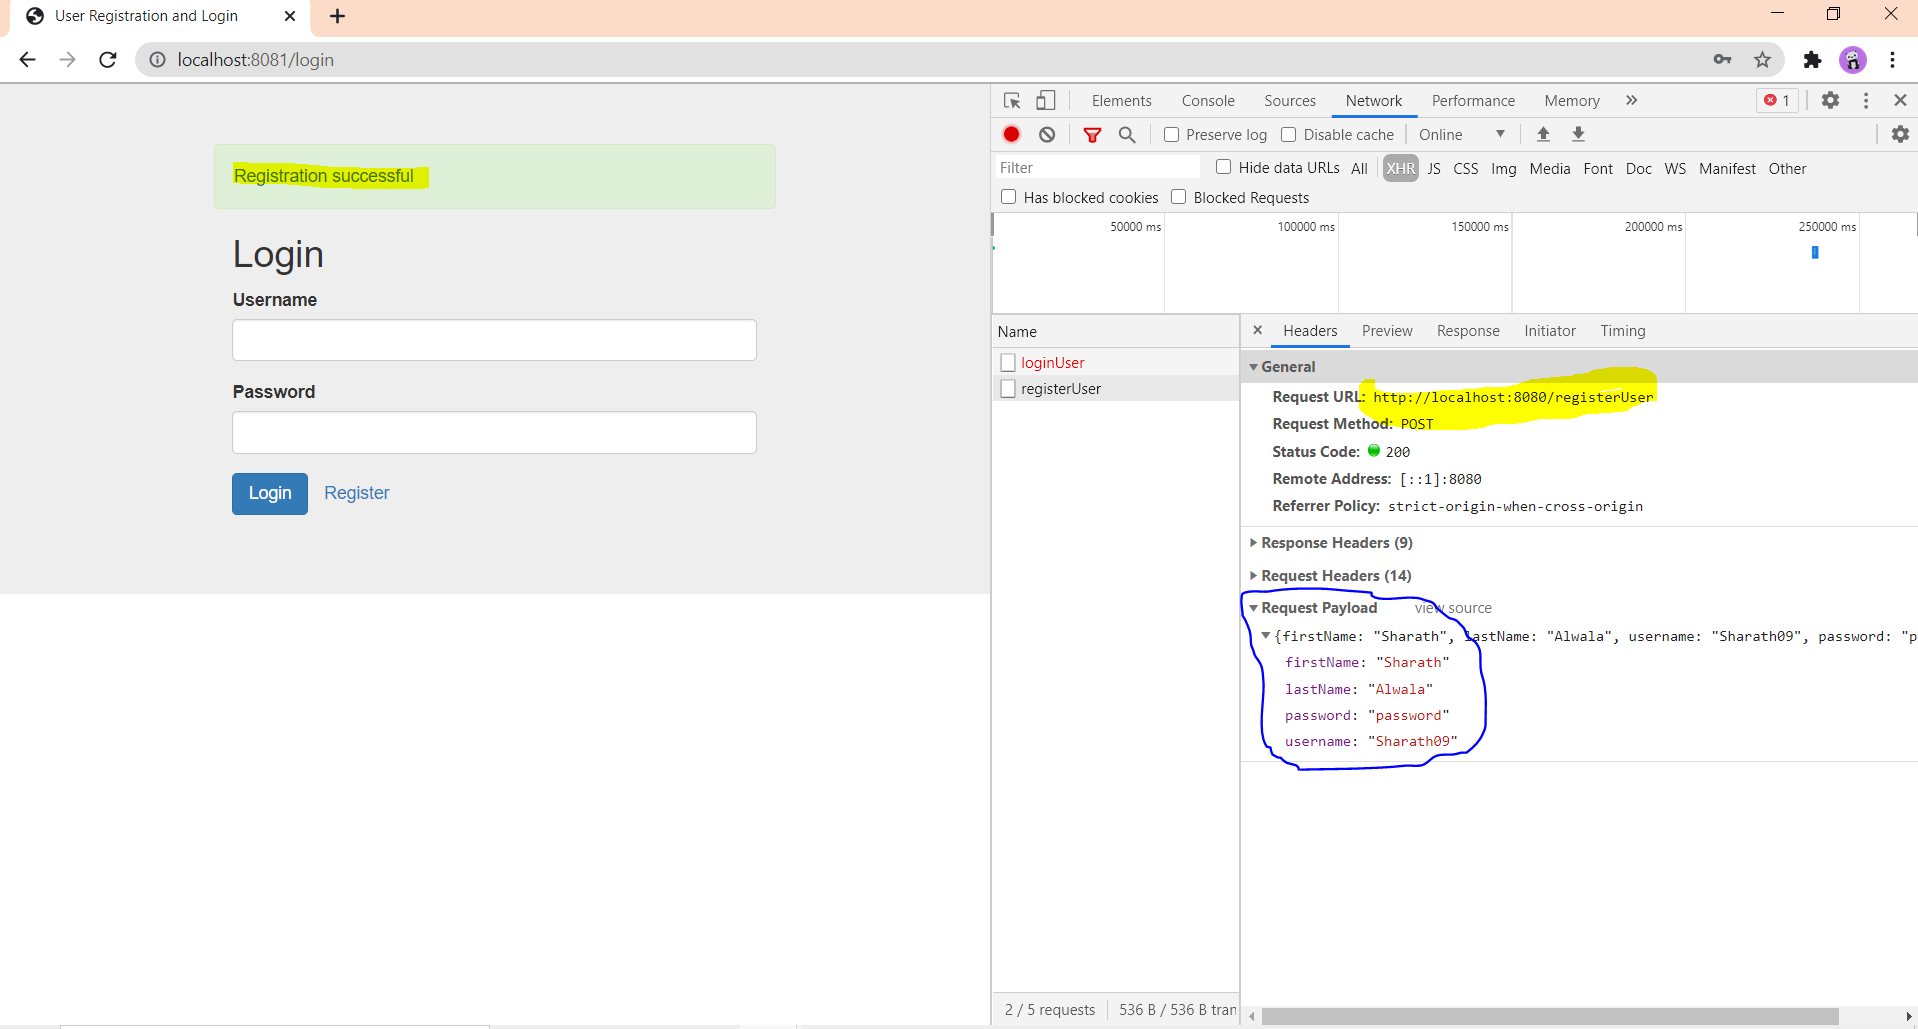 User Registration and Login
localhost:8081/login
Registration successful
Login
Username
Password
Login Register
Elements Console Sources Network Performance Memory 1
Preserve log Disable cache Online
Filter Hide data URLs All XHR JS CSS Img Media Font Doc WS Manifest Other
Has blocked cookies Blocked Requests
50000 ms 100000 ms 150000 ms 200000 ms 250000 ms
Name
loginUser
registerUser
Headers Preview Response Initiator Timing
General
Request URL: http://localhost:8080/registerUser
Request Method: POST
Status Code: 200
Remote Address: [::1]:8080
Referrer Policy: strict-origin-when-cross-origin
Response Headers (9)
Request Headers (14)
Request Payload view source
{firstName: "Sharath", lastName: "Alwala", username: "Sharath09", password: "p
firstName: "Sharath"
lastName: "Alwala"
password: "password"
username: "Sharath09"
2 / 5 requests 536 B / 536 B tran